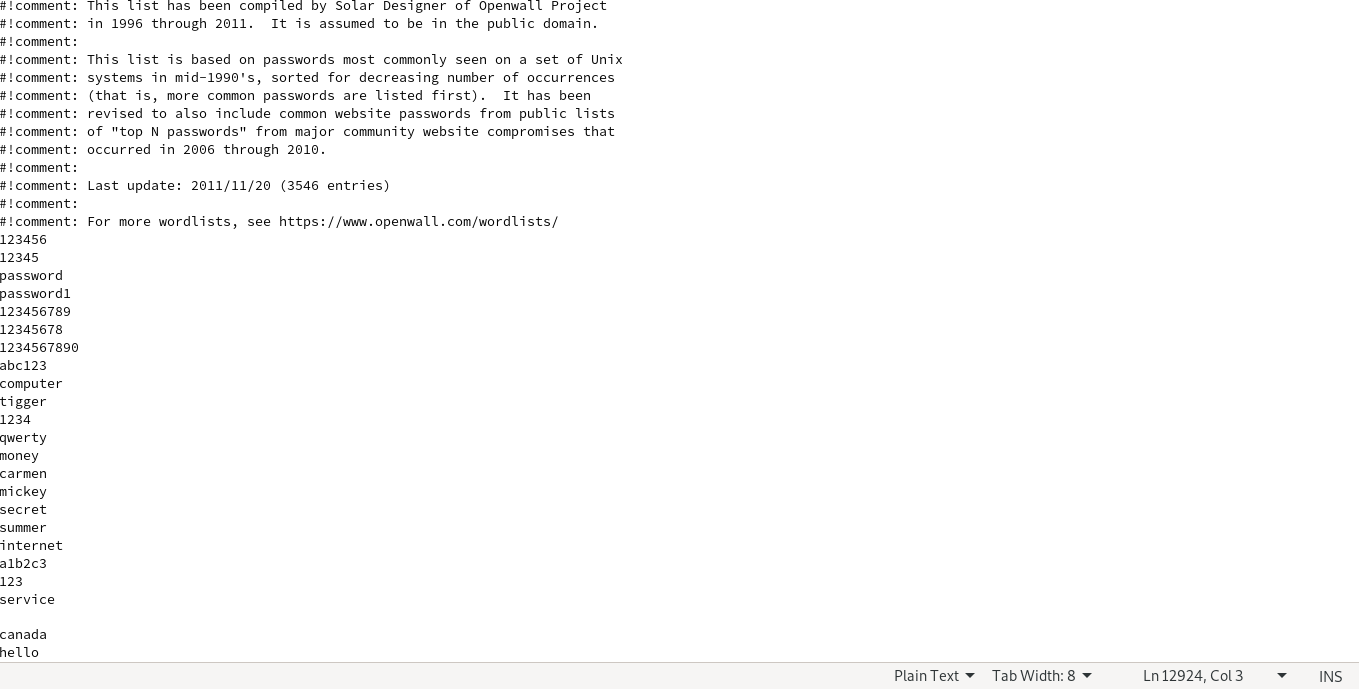 #!comment: This list has been compiled by Solar Designer of Openwall Project
#!comment: in 1996 through 2011.  It is assumed to be in the public domain.
#!comment:
#!comment: This list is based on passwords most commonly seen on a set of Unix
#!comment: systems in mid-1990's, sorted for decreasing number of occurrences
#!comment: (that is, more common passwords are listed first).  It has been
#!comment: revised to also include common website passwords from public lists
#!comment: of "top N passwords" from major community website compromises that
#!comment: occurred in 2006 through 2010.
#!comment:
#!comment: Last update: 2011/11/20 (3546 entries)
#!comment:
#!comment: For more wordlists, see https://www.openwall.com/wordlists/
123456
12345
password
password1
123456789
12345678
1234567890
abc123
computer
tigger
1234
qwerty
money
carmen
mickey
secret
summer
internet
a1b2c3
123
service

canada
hello
Plain Text Tab Width: 8 Ln 12924, Col 3 INS